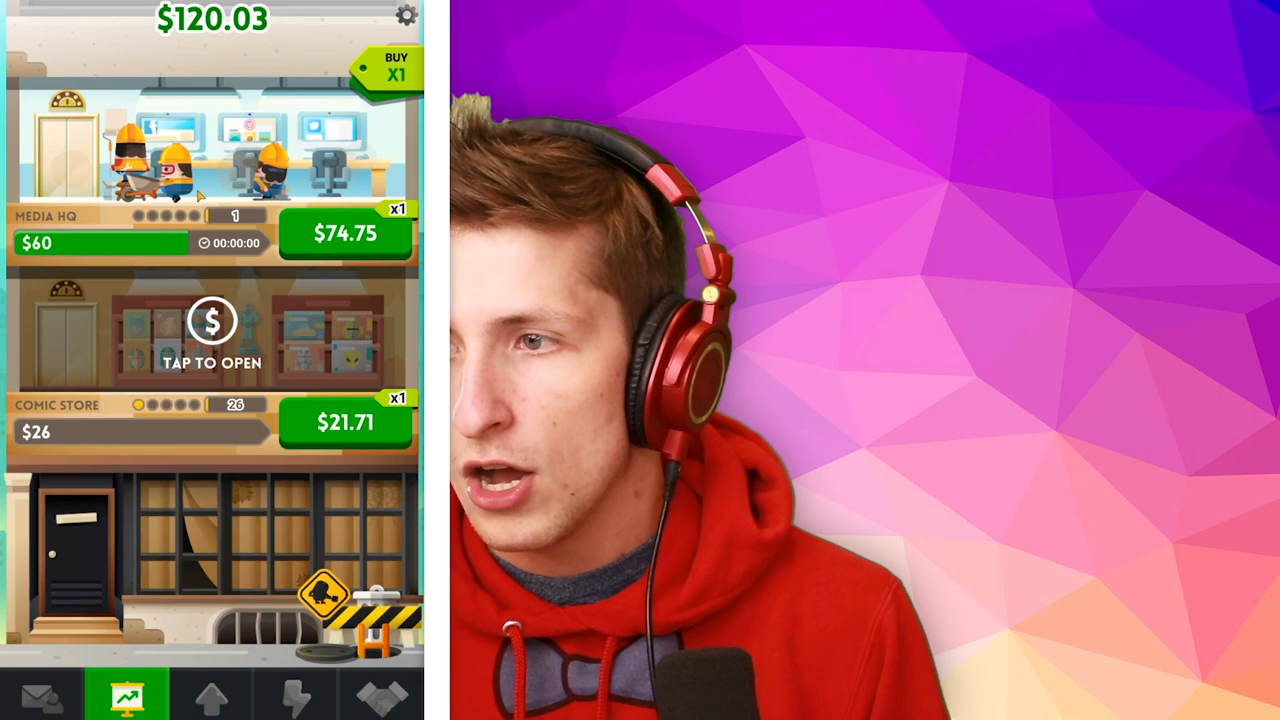 $120.03
BUY
X1
MEDIA HQ
1
x1
$74.75
$60
00:00:00
$
TAP TO OPEN
COMIC STORE
26
x1
$21.71
$26